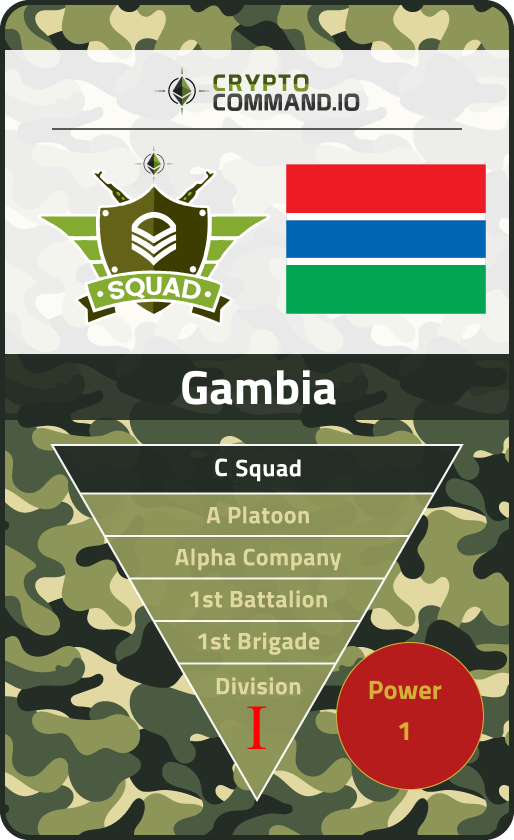 CRYPTO
COMMAND.IO
SQUAD
Gambia
C Squad
A Platoon
Alpha Company
1st Battalion
1st Brigade
Division
I
Power
1